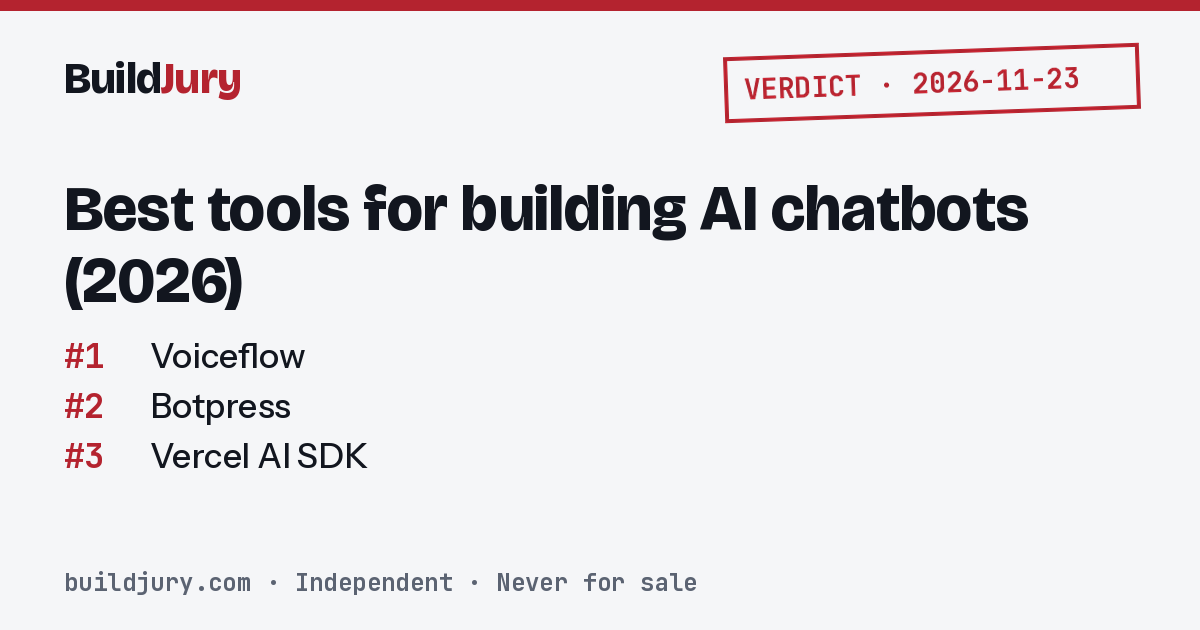 BuildJury
VERDICT · 2026-11-23
Best tools for building AI chatbots
(2026)
#1 Voiceflow
#2 Botpress
#3 Vercel AI SDK
buildjury.com · Independent · Never for sale